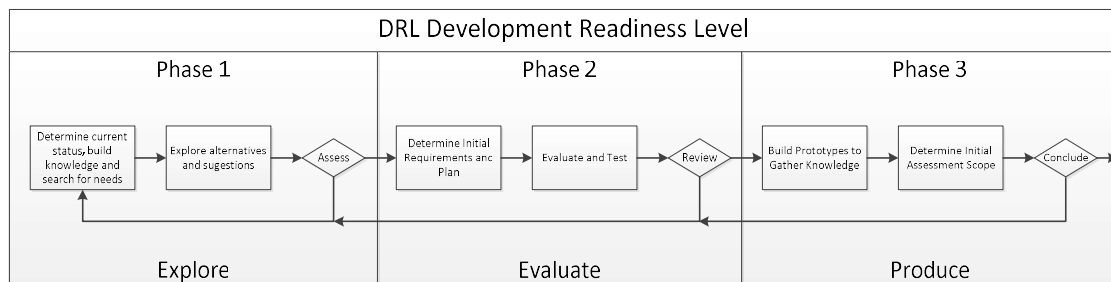 DRL Development Readiness Level
Phase 1
Phase 2
Phase 3
Determine current
status, build
knowledge and
search for needs
Explore alternatives
and sugestions
Assess
Determine Initial
Requirements anc
Plan
Evaluate and Test
Review
Build Prototypes to
Gather Knowledge
Determine Initial
Assessment Scope
Conclude
Explore
Evaluate
Produce